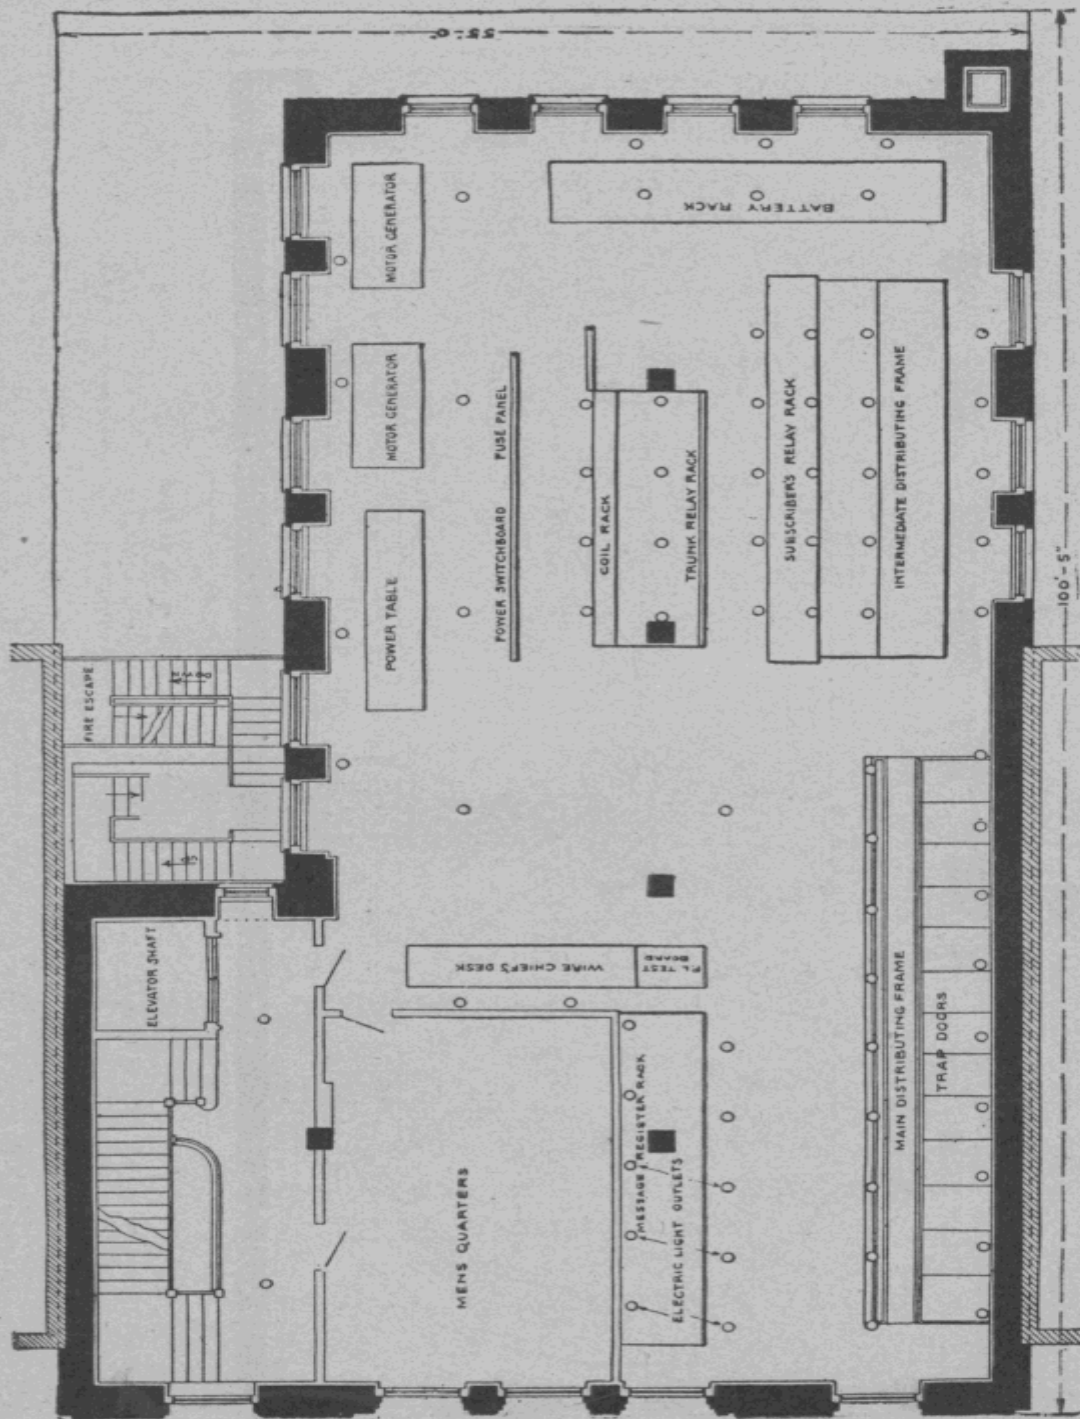 55'-0"
MOTOR GENERATOR
BATTERY RACK
MOTOR GENERATOR
POWER SWITCHBOARD FUSE PANEL
COIL RACK
TRUNK RELAY RACK
SUBSCRIBER'S RELAY RACK
INTERMEDIATE DISTRIBUTING FRAME
POWER TABLE
100'-5"
FIRE ESCAPE
UP
ELEVATOR SHAFT
WIRE CHIEF'S DESK
P.L. TEST
BOARD
MAIN DISTRIBUTING FRAME
TRAP DOORS
MENS QUARTERS
MESSAGE REGISTER RACK
ELECTRIC LIGHT OUTLETS